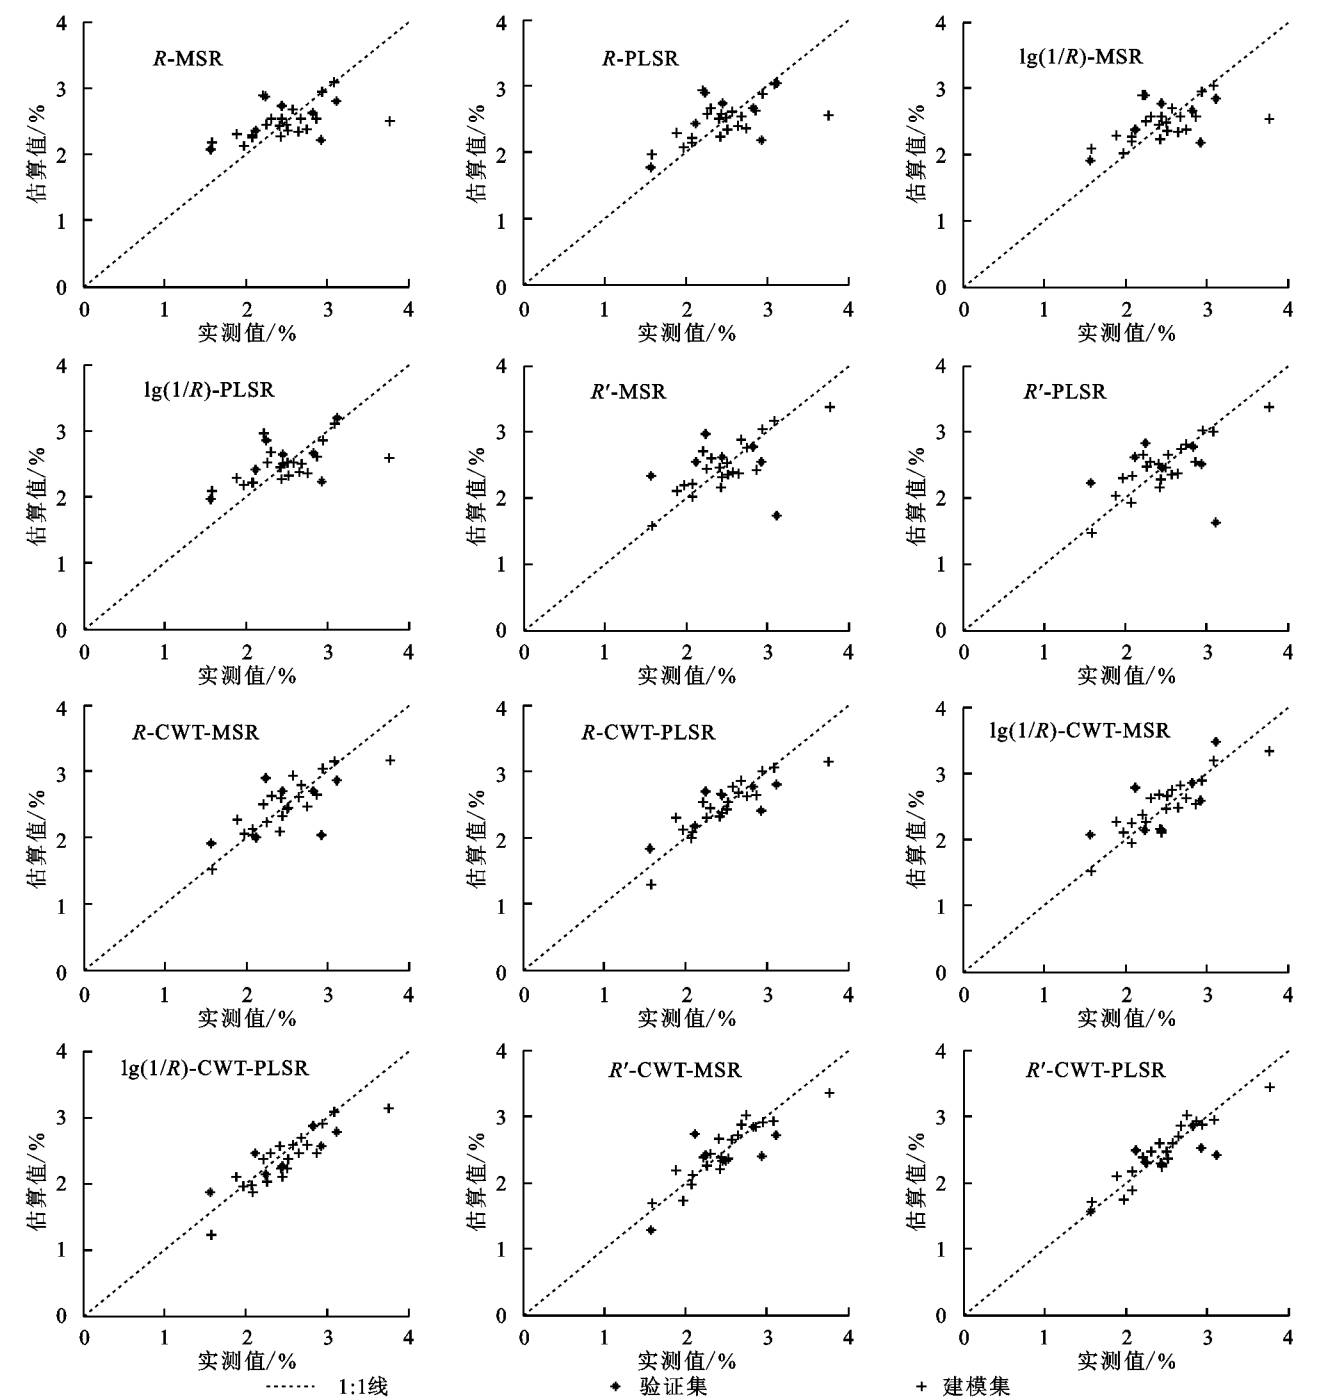 R-MSR
4
3
2
1
0
0 1 2 3 4
估算值/%
实测值/%
R-PLSR
4
3
2
1
0
0 1 2 3 4
估算值/%
实测值/%
lg(1/R)-MSR
4
3
2
1
0
0 1 2 3 4
估算值/%
实测值/%
lg(1/R)-PLSR
4
3
2
1
0
0 1 2 3 4
估算值/%
实测值/%
R′-MSR
4
3
2
1
0
0 1 2 3 4
估算值/%
实测值/%
R′-PLSR
4
3
2
1
0
0 1 2 3 4
估算值/%
实测值/%
R-CWT-MSR
4
3
2
1
0
0 1 2 3 4
估算值/%
实测值/%
R-CWT-PLSR
4
3
2
1
0
0 1 2 3 4
估算值/%
实测值/%
lg(1/R)-CWT-MSR
4
3
2
1
0
0 1 2 3 4
估算值/%
实测值/%
lg(1/R)-CWT-PLSR
4
3
2
1
0
0 1 2 3 4
估算值/%
实测值/%
R′-CWT-MSR
4
3
2
1
0
0 1 2 3 4
估算值/%
实测值/%
R′-CWT-PLSR
4
3
2
1
0
0 1 2 3 4
估算值/%
实测值/%
1:1线 验证集 建模集